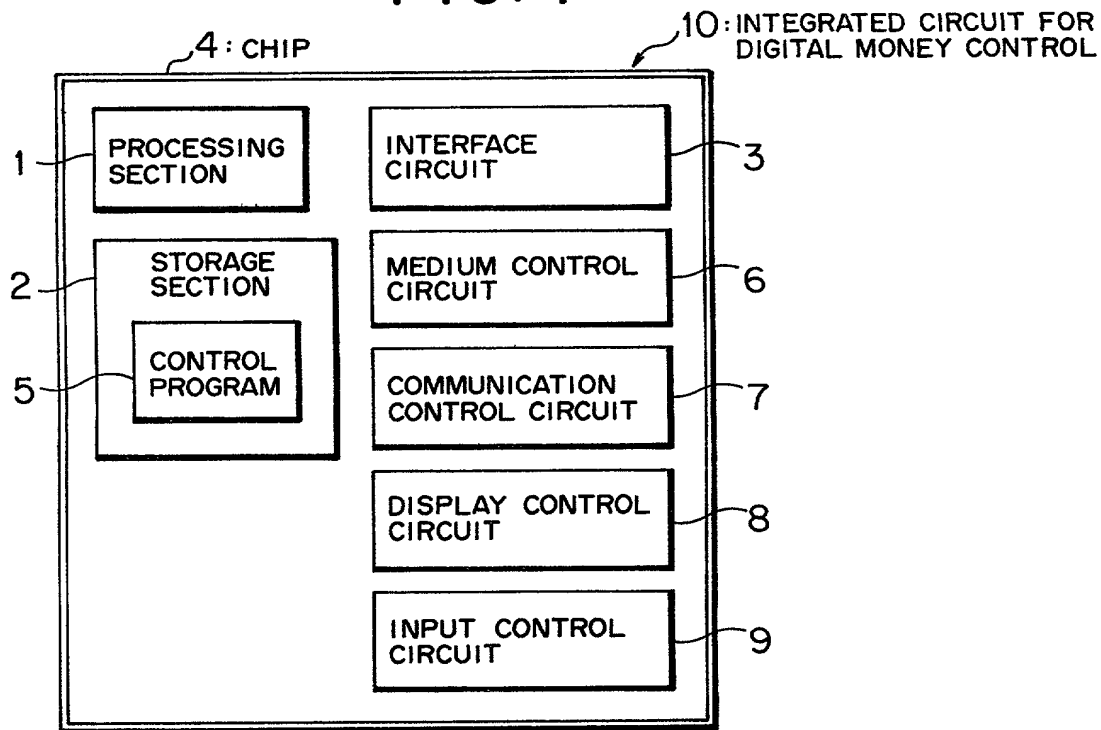 10: INTEGRATED CIRCUIT FOR
DIGITAL MONEY CONTROL
4: CHIP
1
PROCESSING
SECTION
INTERFACE
CIRCUIT
3
2
STORAGE
SECTION
MEDIUM CONTROL
CIRCUIT
6
5
CONTROL
PROGRAM
COMMUNICATION
CONTROL CIRCUIT
7
DISPLAY CONTROL
CIRCUIT
8
INPUT CONTROL
CIRCUIT
9